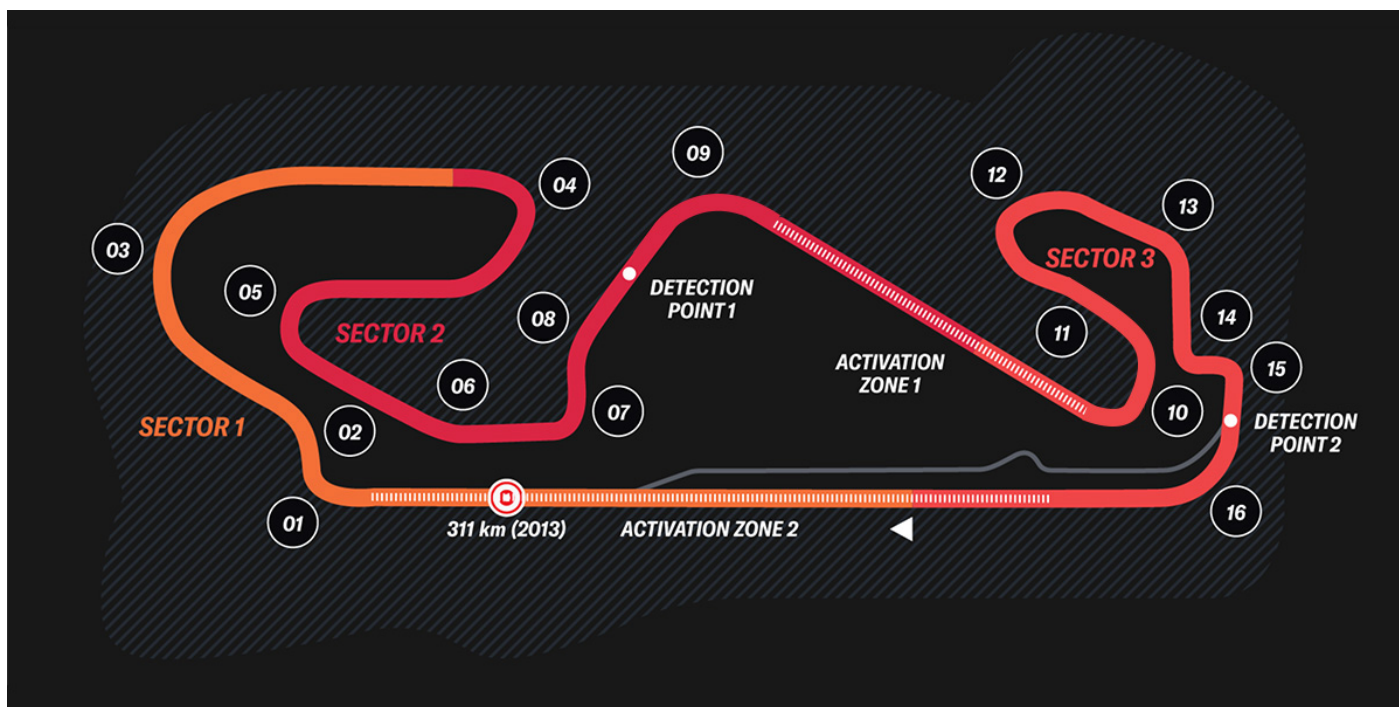 09
12
04
13
03
SECTOR 3
05
DETECTION
POINT 1
08
14
11
SECTOR 2
ACTIVATION
ZONE 1
15
06
07
10
SECTOR 1
02
DETECTION
POINT 2
01
16
311 km (2013)
ACTIVATION ZONE 2